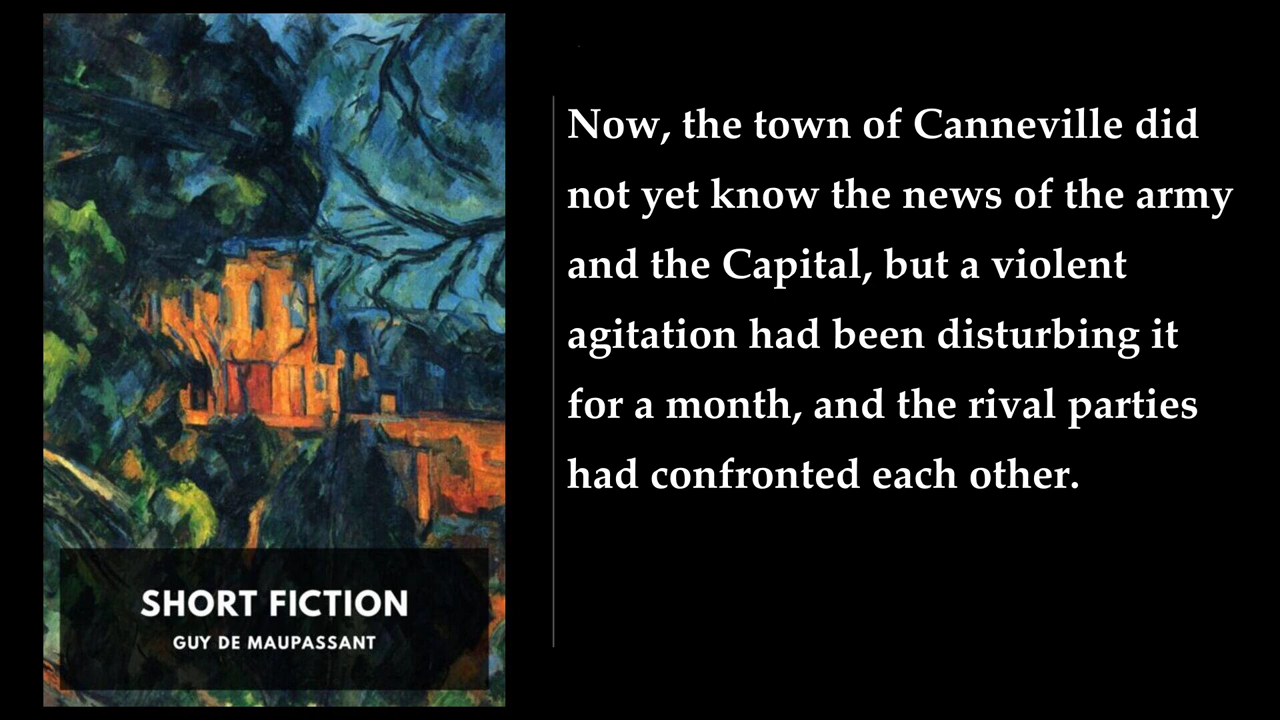 SHORT FICTION
GUY DE MAUPASSANT
Now, the town of Canneville did
not yet know the news of the army
and the Capital, but a violent
agitation had been disturbing it
for a month, and the rival parties
had confronted each other.